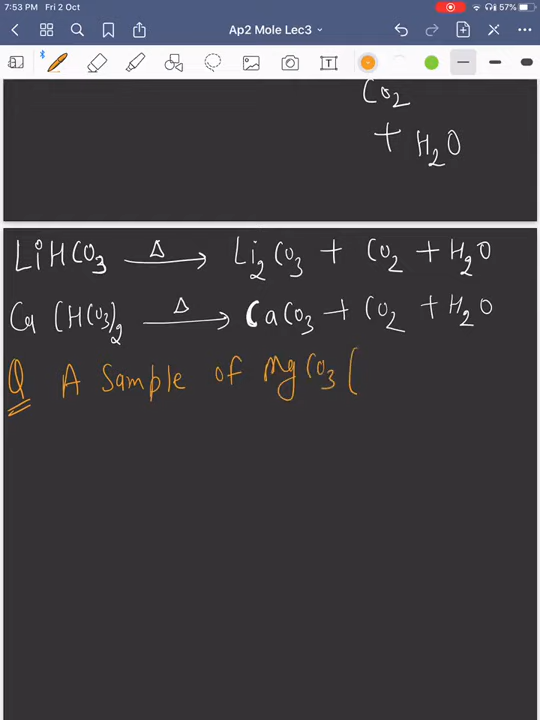 7:53 PM Fri 2 Oct 57%
Ap2 Mole Lec3
T
CO2
+ H2O
LiHCO3 Δ→ Li2CO3 + CO2 + H2O
Ca(HCO3)2 Δ→ CaCO3 + CO2 + H2O
Q A Sample of MgCO3 (